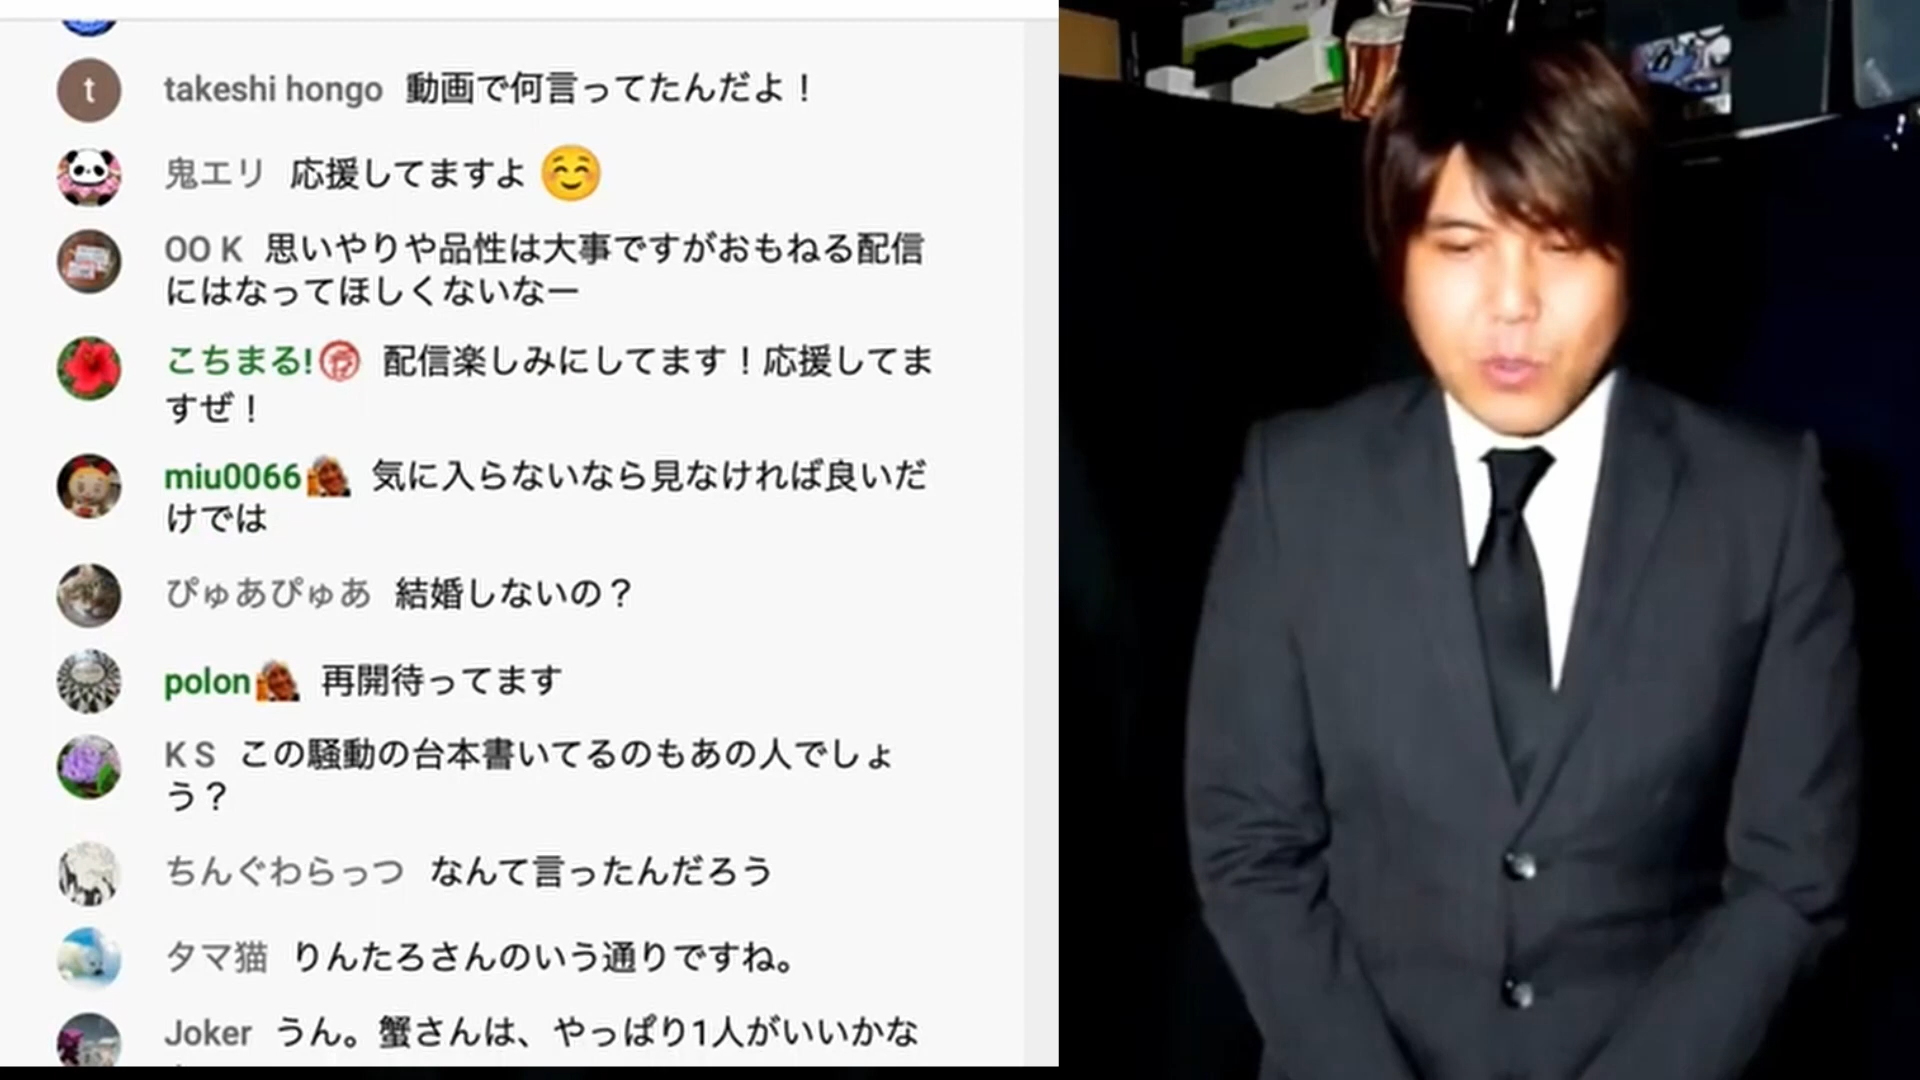 t
takeshi hongo 動画で何言ってたんだよ！
鬼エリ 応援してますよ ☺️
OO K 思いやりや品性は大事ですがおもねる配信
にはなってほしくないなー
こちまる! 配信楽しみにしてます！応援してま
すぜ！
miu0066 気に入らないなら見なければ良いだ
けでは
ぴゅあぴゅあ 結婚しないの？
polon 再開待ってます
K S この騒動の台本書いてるのもあの人でしょ
う？
ちんぐわらっつ なんて言ったんだろう
タマ猫 りんたろさんのいう通りですね。
Joker うん。蟹さんは、やっぱり1人がいいかな